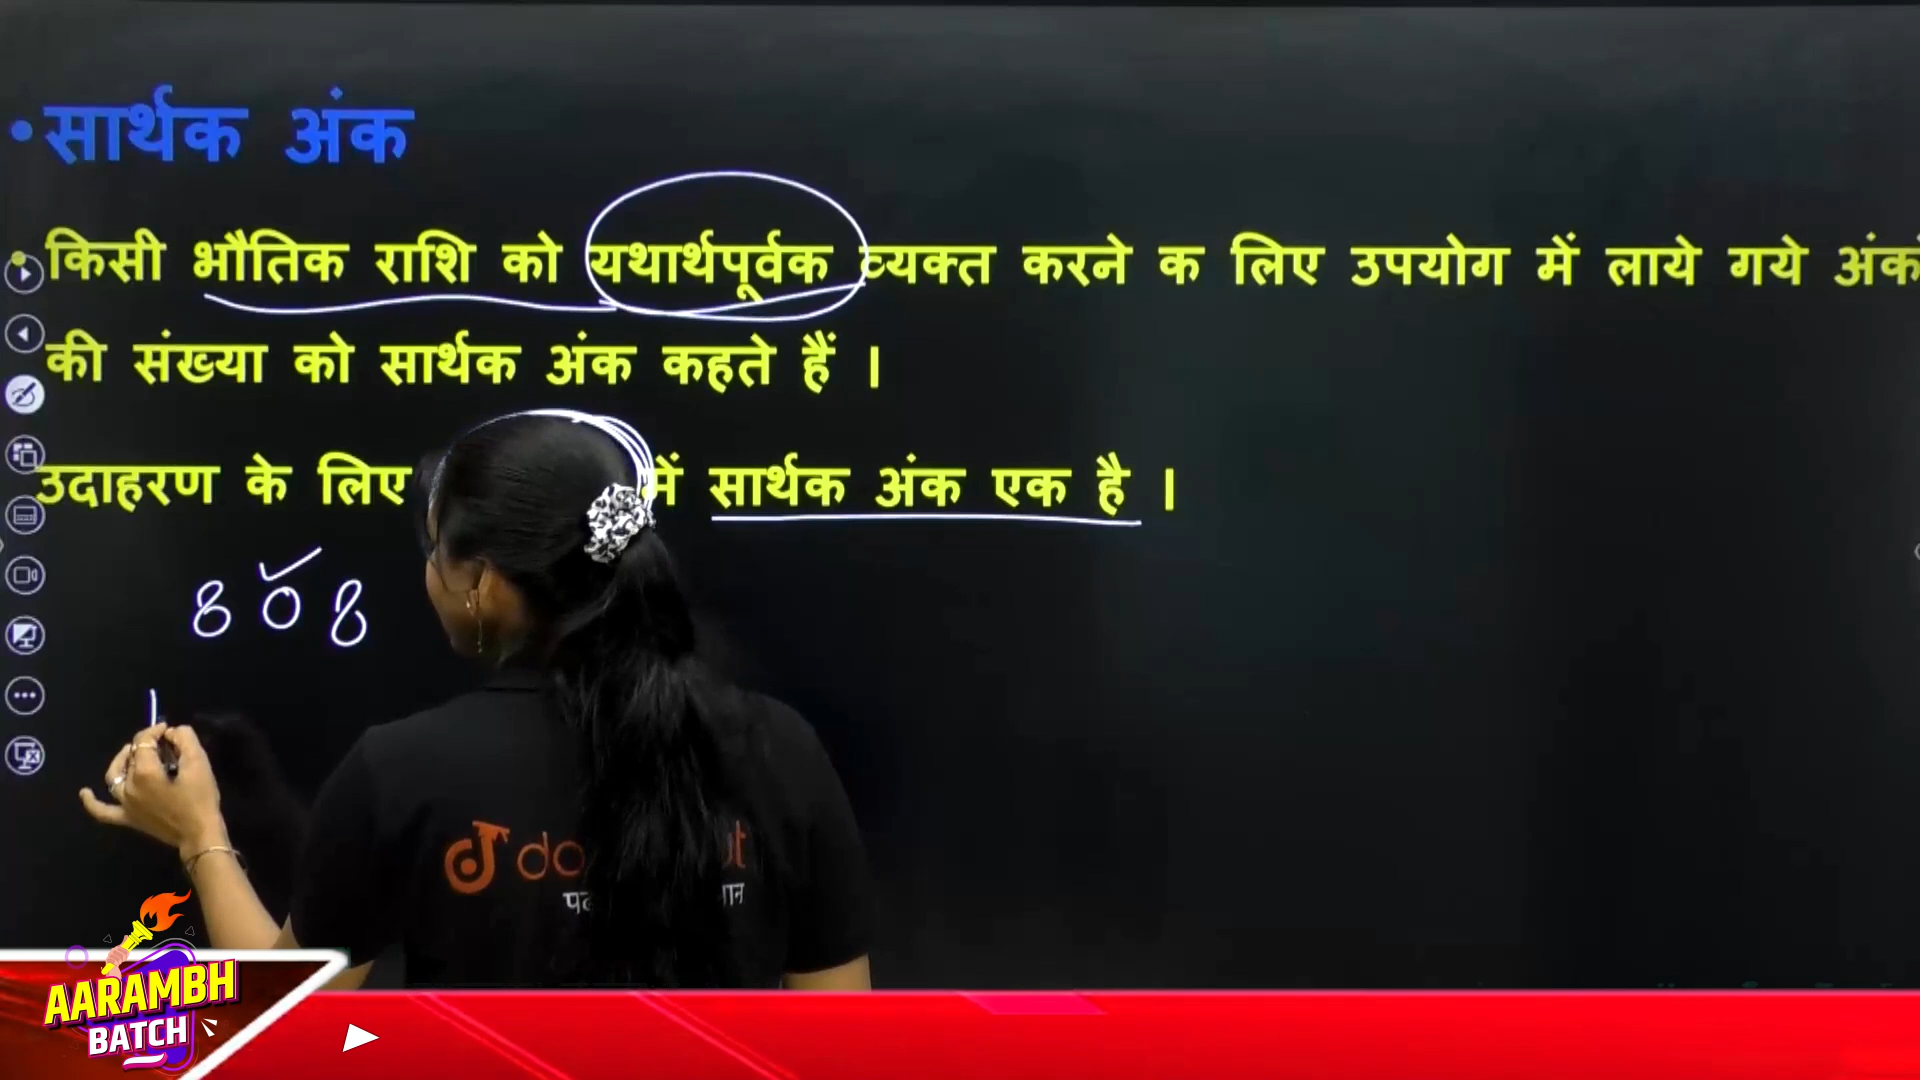 • सार्थक अंक
• किसी भौतिक राशि को यथार्थपूर्वक व्यक्त करने क लिए उपयोग में लाये गये अंकों
की संख्या को सार्थक अंक कहते हैं ।
उदाहरण के लिए में सार्थक अंक एक है ।
808
AARAMBH
BATCH